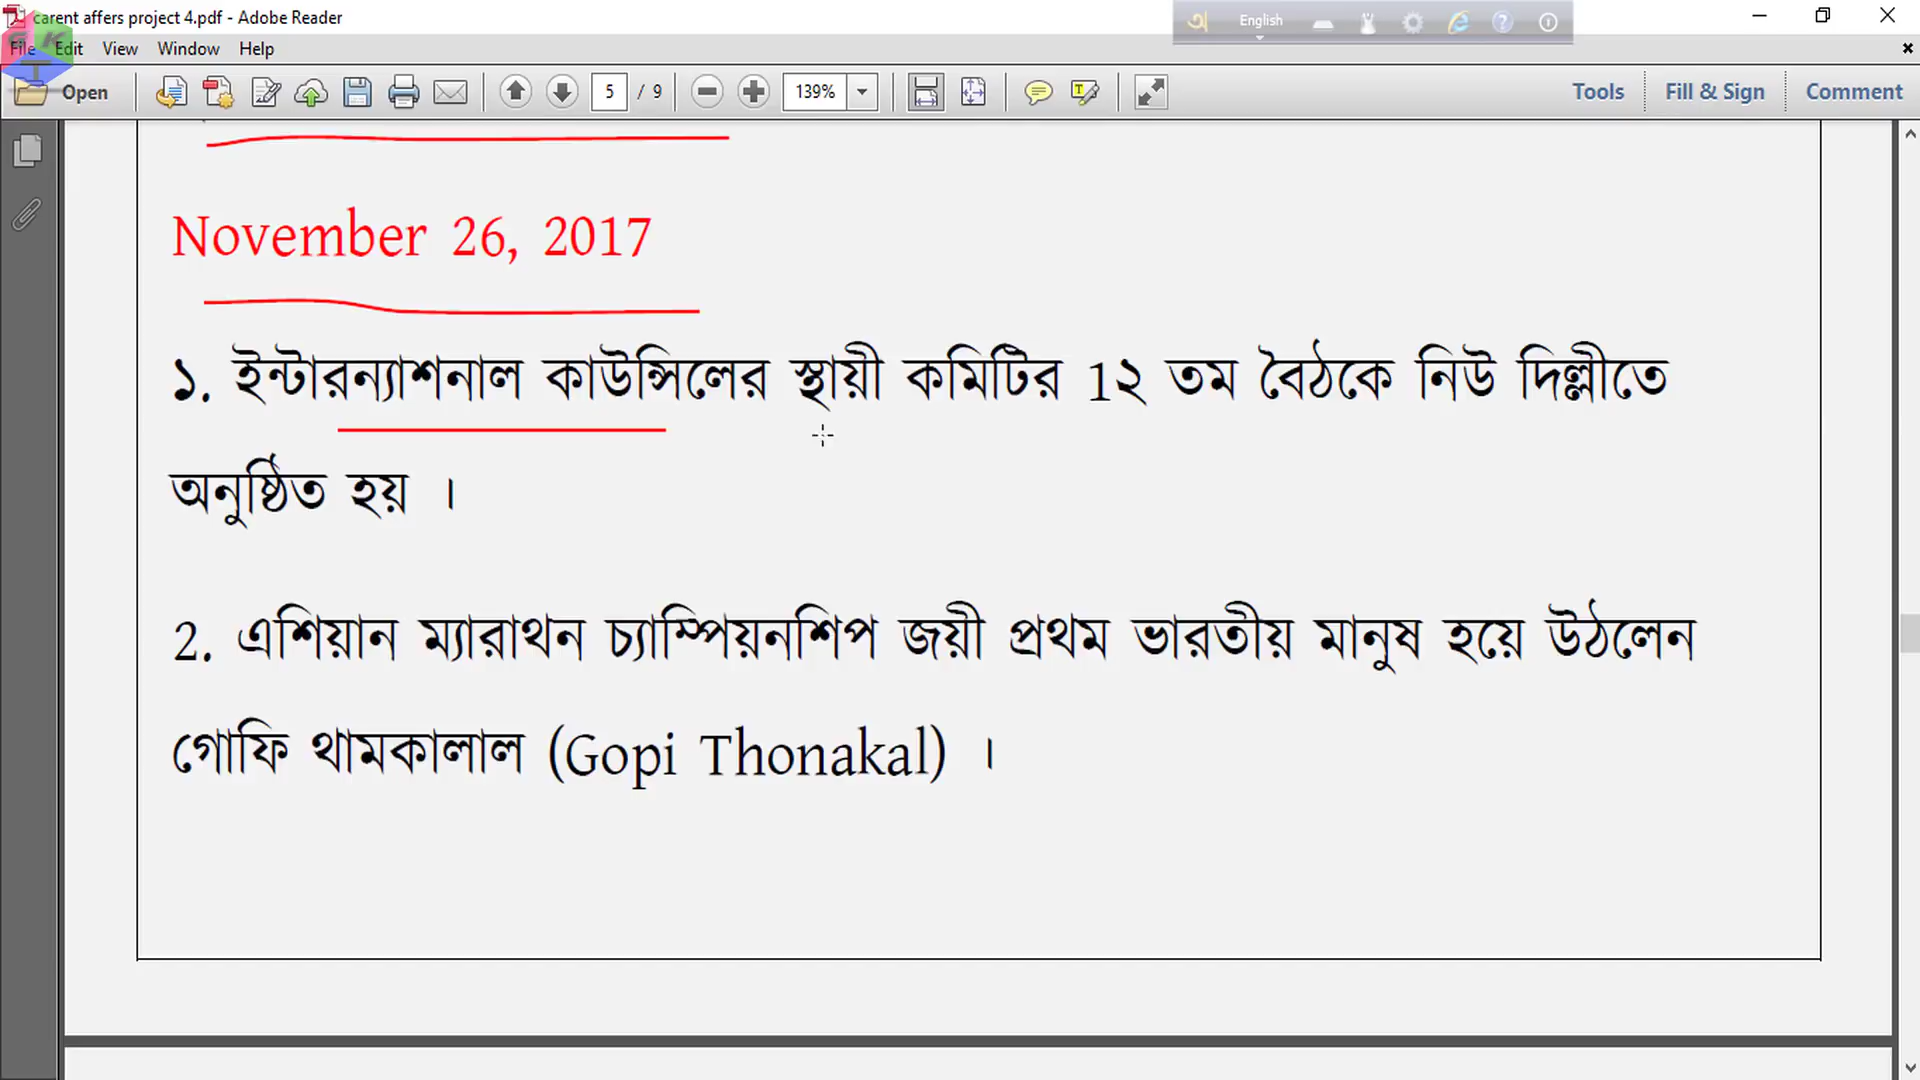 carent affers project 4.pdf - Adobe Reader
অ English
GK
File Edit View Window Help
Open 5 / 9 139% Tools Fill & Sign Comment
November 26, 2017
১. ইন্টারন্যাশনাল কাউন্সিলের স্থায়ী কমিটির 1২ তম বৈঠকে নিউ দিল্লীতে
অনুষ্ঠিত হয় ।
2. এশিয়ান ম্যারাথন চ্যাম্পিয়নশিপ জয়ী প্রথম ভারতীয় মানুষ হয়ে উঠলেন
গোফি থামকালাল (Gopi Thonakal) ।